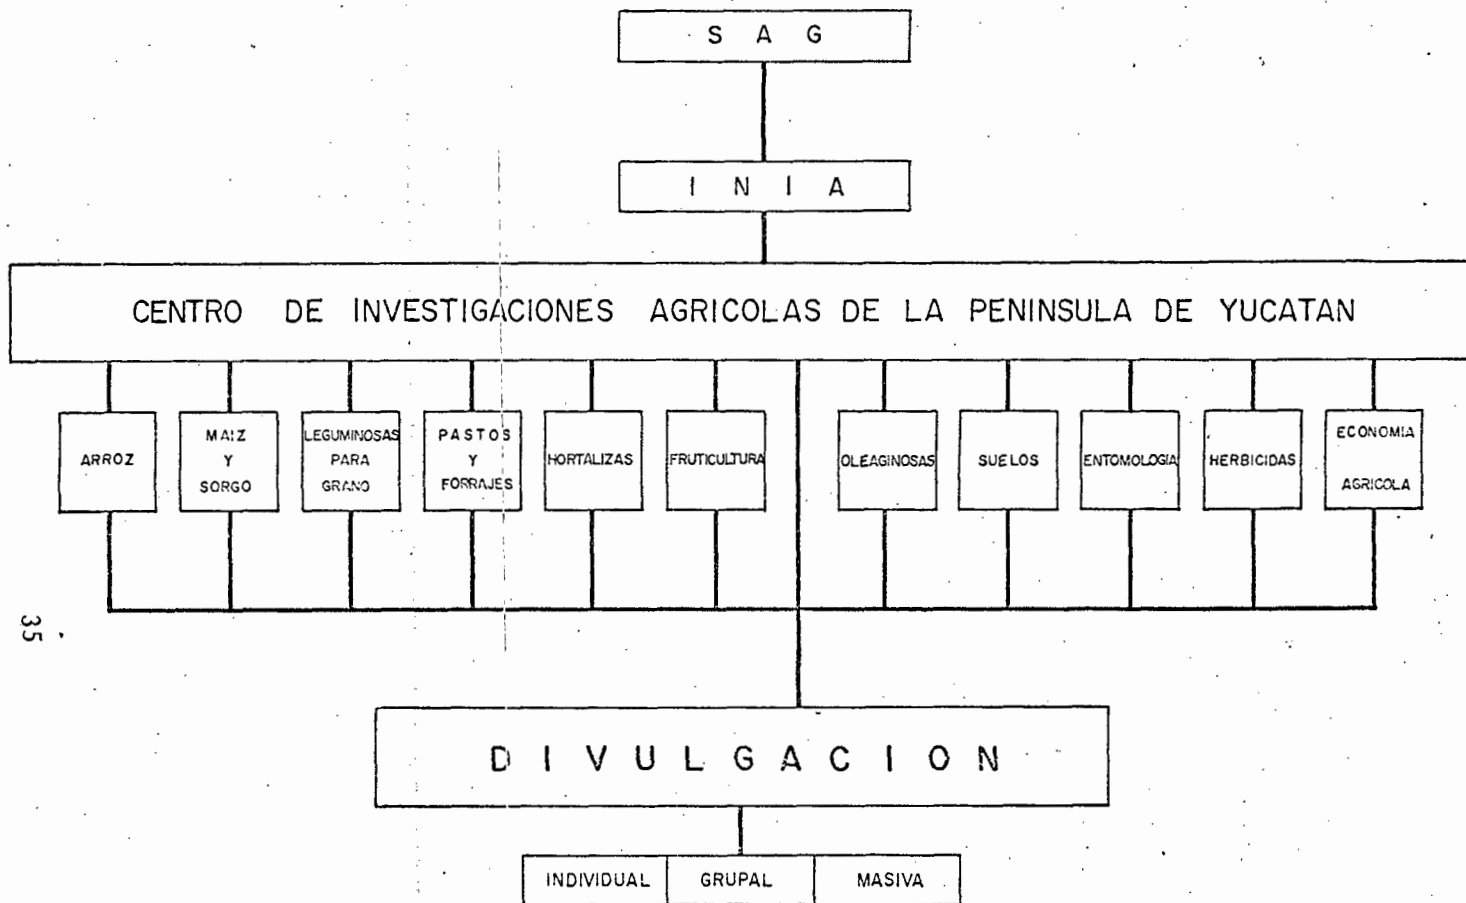 S A G
I N I A
CENTRO DE INVESTIGACIONES AGRICOLAS DE LA PENINSULA DE YUCATAN
ARROZ
MAIZ
Y
SORGO
LEGUMINOSAS
PARA
GRANO
PASTOS
Y
FORRAJES
HORTALIZAS
FRUTICULTURA
OLEAGINOSAS
SUELOS
ENTOMOLOGIA
HERBICIDAS
ECONOMIA
AGRICOLA
35
D I V U L G A C I O N
INDIVIDUAL GRUPAL MASIVA